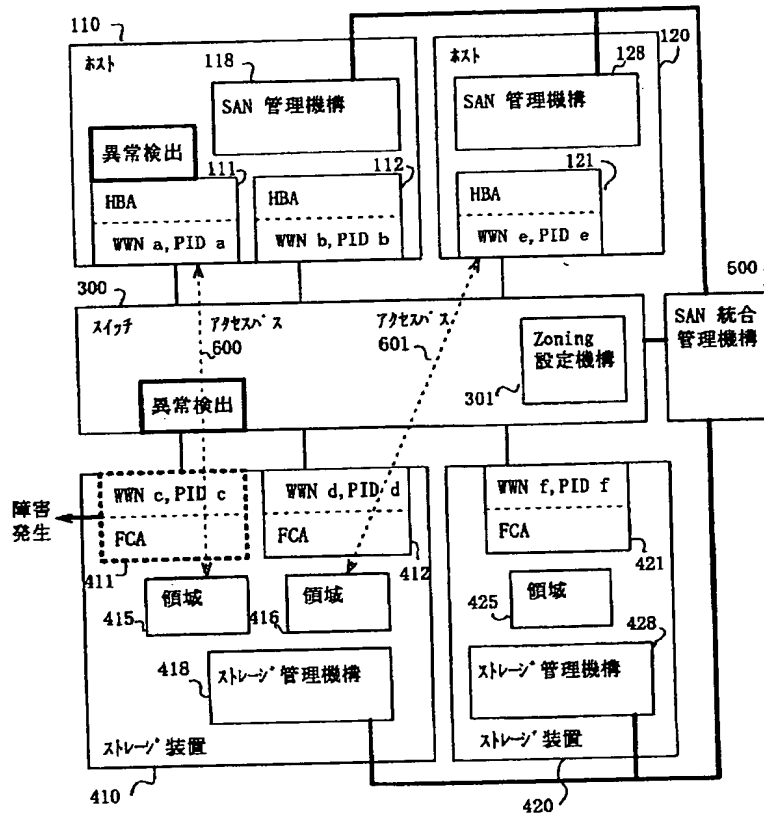 110
ホスト
118
SAN 管理機構
異常検出
111
HBA
WWN a,PID a
112
HBA
WWN b,PID b
120
ホスト
128
SAN 管理機構
121
HBA
WWN e,PID e
300
スイッチ
アクセスパス
600
アクセスパス
601
Zoning
設定機構
301
異常検出
500
SAN 統合
管理機構
障害
発生
WWN c,PID c
FCA
411
WWN d,PID d
FCA
412
WWN f,PID f
FCA
421
領域
415
領域
416
領域
425
418
ストレージ管理機構
428
ストレージ管理機構
ストレージ装置
410
ストレージ装置
420